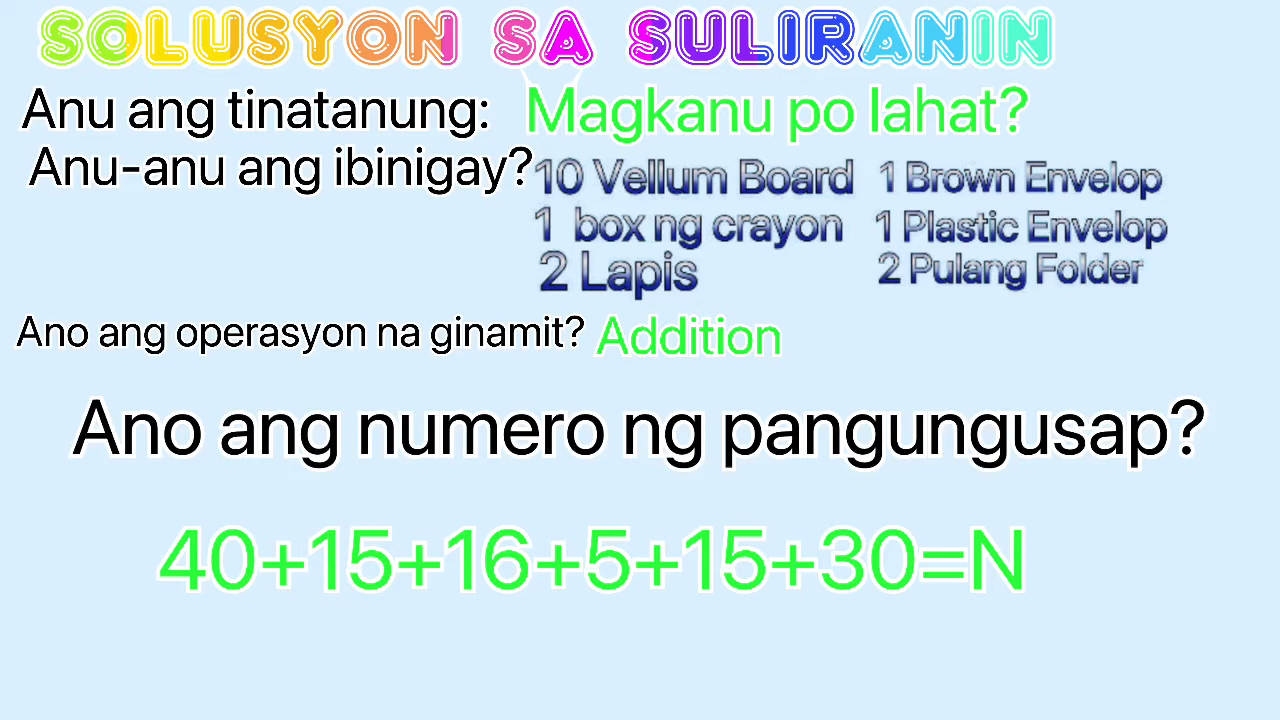 SOLUSYON SA SULIRANIN
Anu ang tinatanung: Magkanu po lahat?
Anu-anu ang ibinigay? 10 Vellum Board 1 Brown Envelop
1 box ng crayon 1 Plastic Envelop
2 Lapis 2 Pulang Folder
Ano ang operasyon na ginamit? Addition
Ano ang numero ng pangungusap?
40+15+16+5+15+30=N